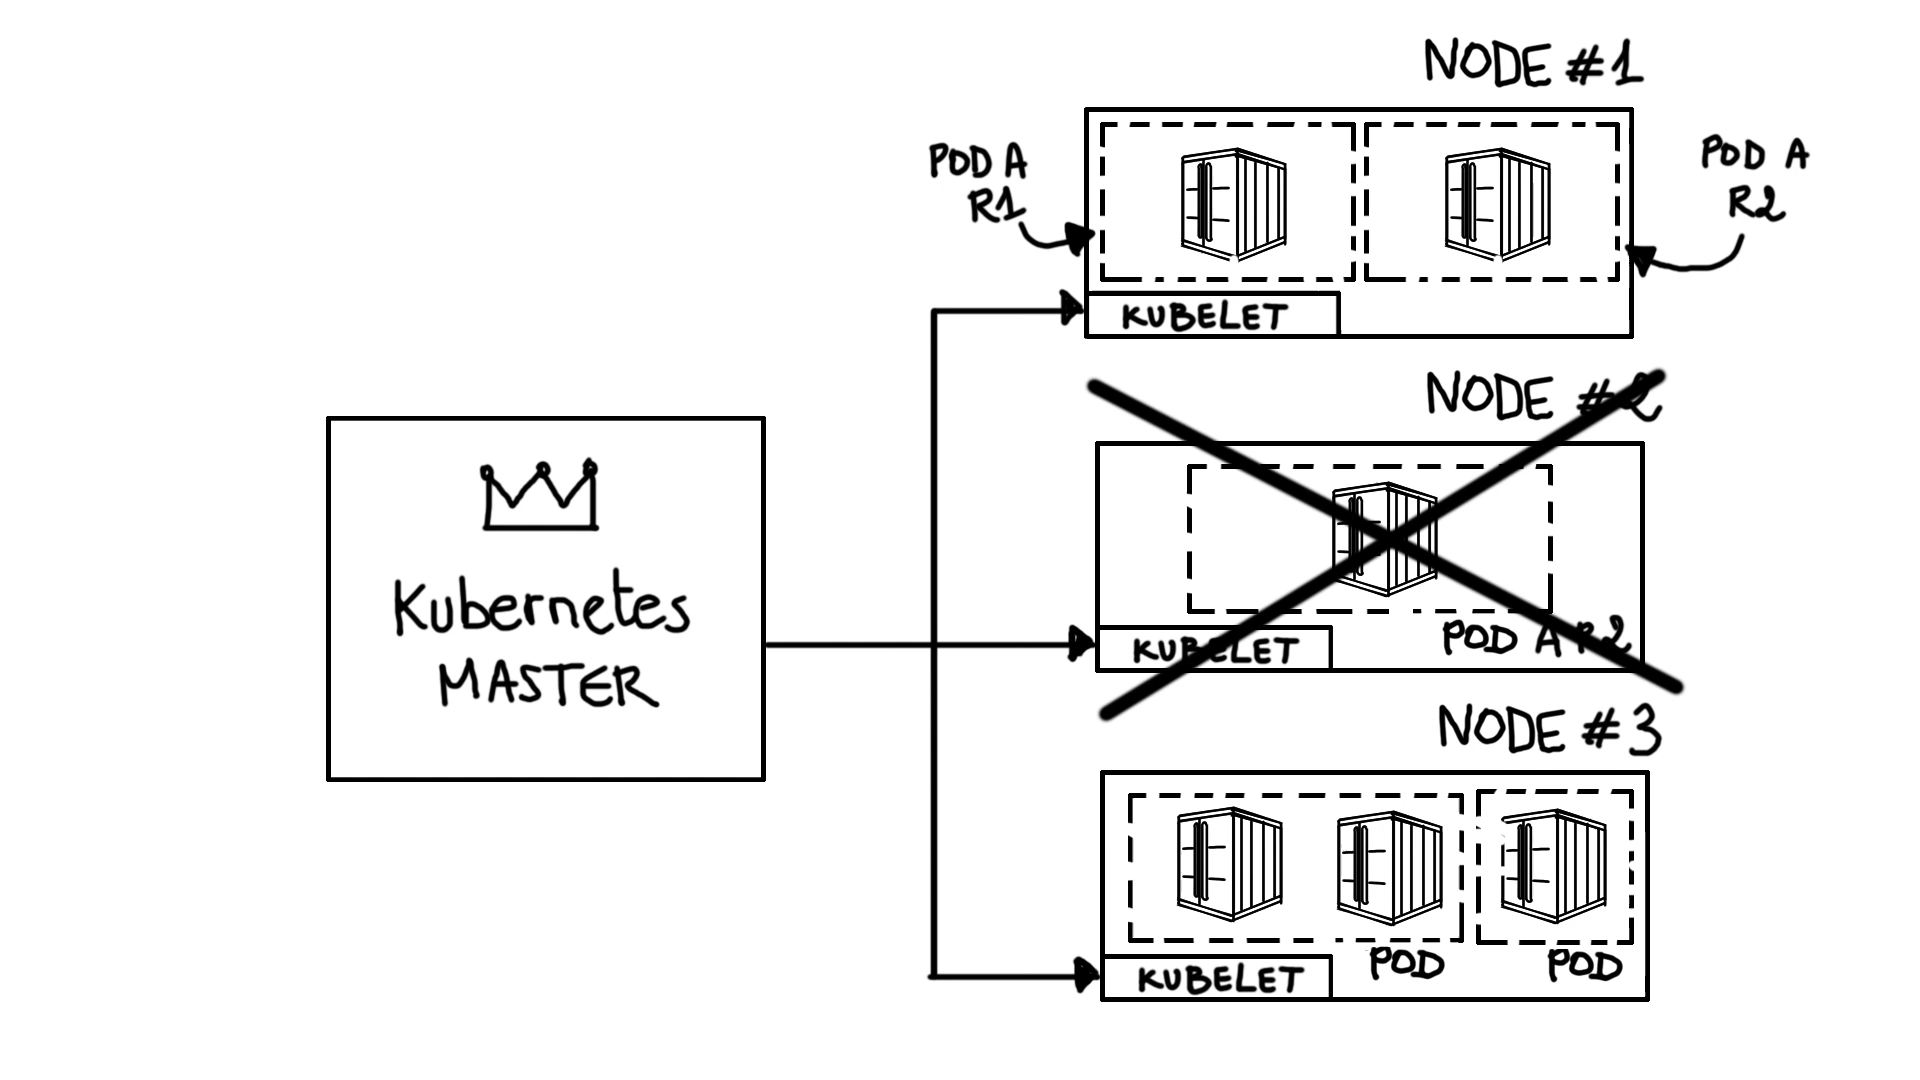 NODE #1
POD A
R1
POD A
R2
KUBELET
NODE #2
Kubernetes
MASTER
KUBELET
POD A R2
NODE #3
POD
POD
KUBELET